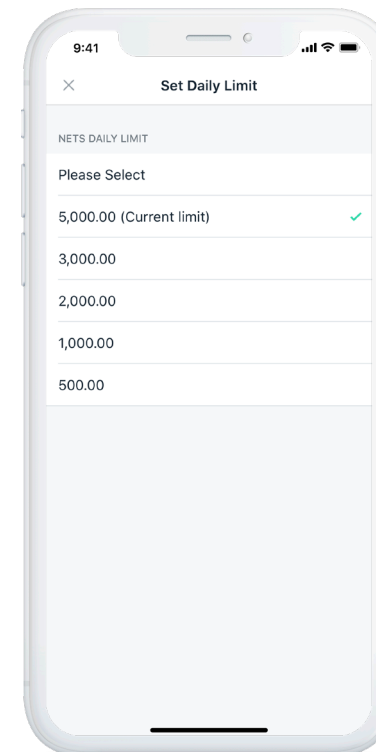 9:41
Set Daily Limit
NETS DAILY LIMIT
Please Select
5,000.00 (Current limit)
3,000.00
2,000.00
1,000.00
500.00